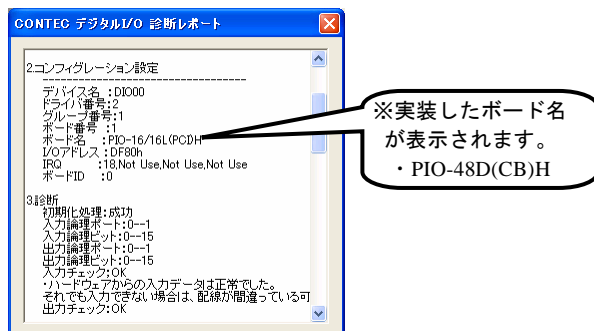 CONTEC デジタルI/O 診断レポート
2.コンフィグレーション設定
----------------------------------
デバイス名 :DIO00
ドライバ番号:2
グループ番号:1
ボード番号 :1
ボード名 :PIO-16/16L(PCI)H
I/Oアドレス :DF80h
IRQ :18,Not Use,Not Use,Not Use
ボードID :0
3.診断
初期化処理:成功
入力論理ポート:0--1
入力論理ビット:0--15
出力論理ポート:0--1
出力論理ビット:0--15
入力チェック:OK
・ハードウェアからの入力データは正常でした。
それでも入力できない場合は、配線が間違っている可
出力チェック:OK
※実装したボード名
が表示されます。
・PIO-48D(CB)H